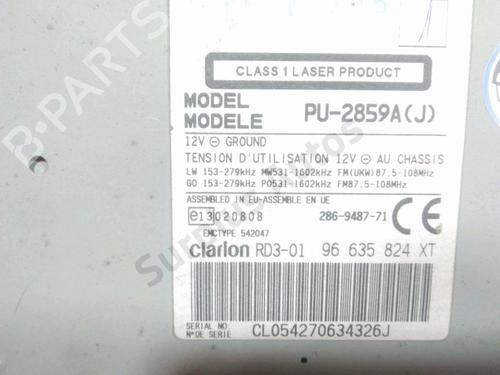 CLASS 1 LASER PRODUCT
MODEL
MODELE PU-2859A(J)
12V ⊖ GROUND
TENSION D'UTILISATION 12V ⊖ AU CHASSIS
LW 153-279kHz MW531-1602kHz FM(UKW)87.5-108MHz
GO 153-279kHz PO531-1602kHz FM87.5-108MHz
ASSEMBLED IN EU-ASSEMBLE EN UE
e13 020808 286-9487-71 CE
EMCTYPE 542047
clarion RD3-01 96 635 824 XT
SERIAL NO.
N° DE SERIE CL054270634326J
B-PARTS
Surplus Autos